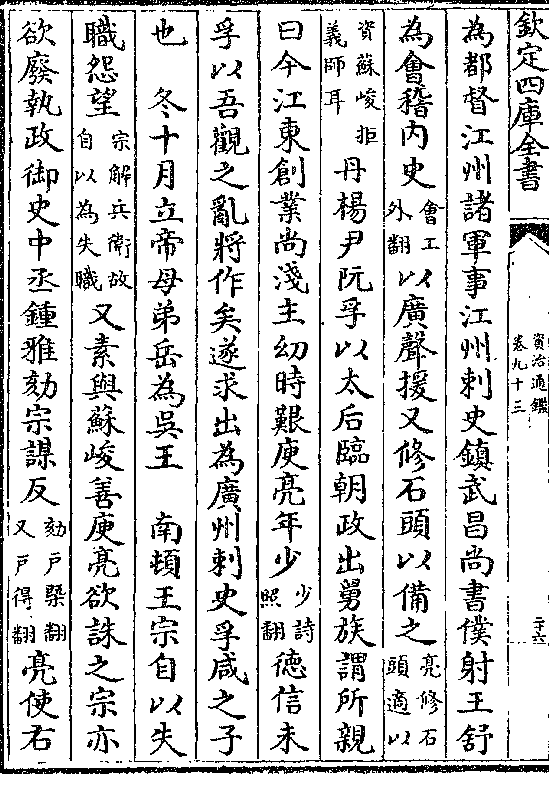 欽定四庫全書
資治通鑑
卷九十三
二十六
為都督江州諸軍事江州刺史鎮武昌尚書僕射王舒
為會稽内史會工外翻以廣聲援又修石頭以備之亮修石頭適以
資蘇峻拒義師耳丹楊尹阮孚以太后臨朝政出舅族謂所親
曰今江東創業尚淺主幼時艱庾亮年少少詩照翻徳信未
孚以吾觀之亂將作矣遂求出為廣州刺史孚咸之子
也 冬十月立帝母弟岳為吳王 南頓王宗自以失
職怨望宗解兵衛故自以為失職又素與蘇峻善庾亮欲誅之宗亦
欲廢執政御史中丞鍾雅劾宗謀反劾戸槩翻又戸得翻亮使右